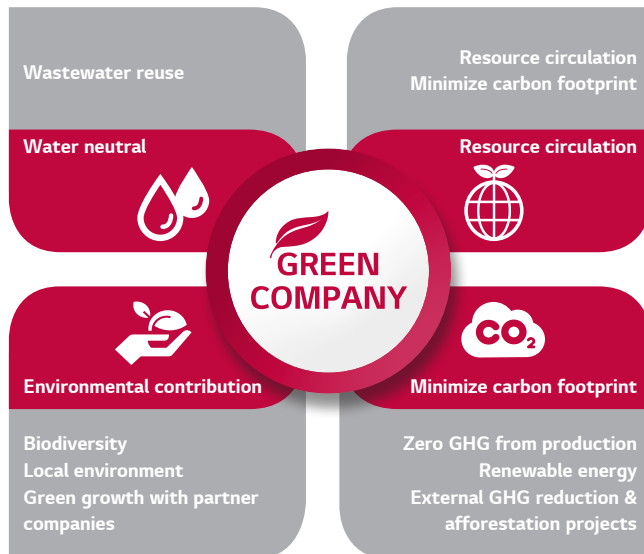 Wastewater reuse
Water neutral
Resource circulation
Minimize carbon footprint
Resource circulation
GREEN
COMPANY
Environmental contribution
Biodiversity
Local environment
Green growth with partner
companies
CO₂
Minimize carbon footprint
Zero GHG from production
Renewable energy
External GHG reduction &
afforestation projects